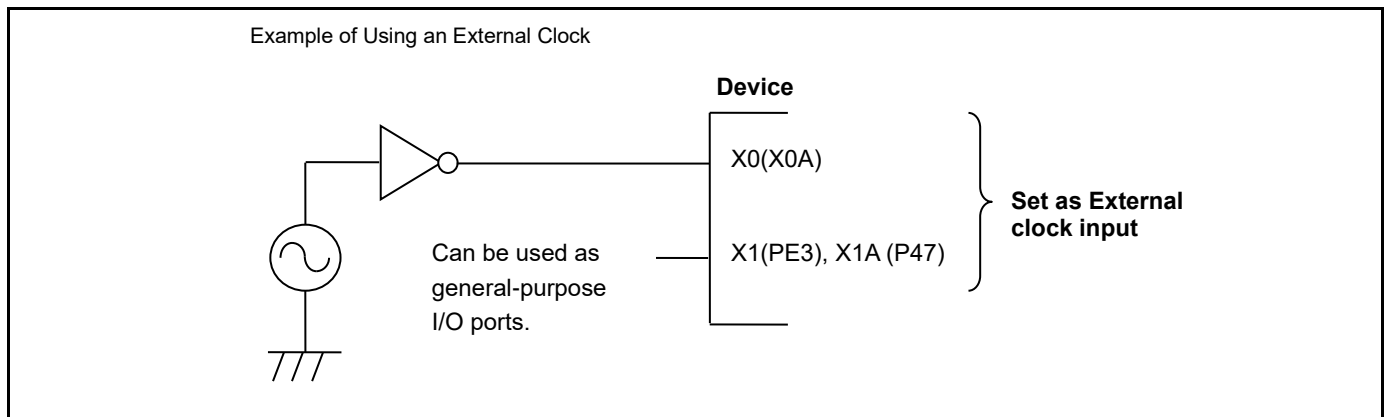 Example of Using an External Clock
Device
X0(X0A)
Set as External
clock input
Can be used as
general-purpose
I/O ports.
X1(PE3), X1A (P47)